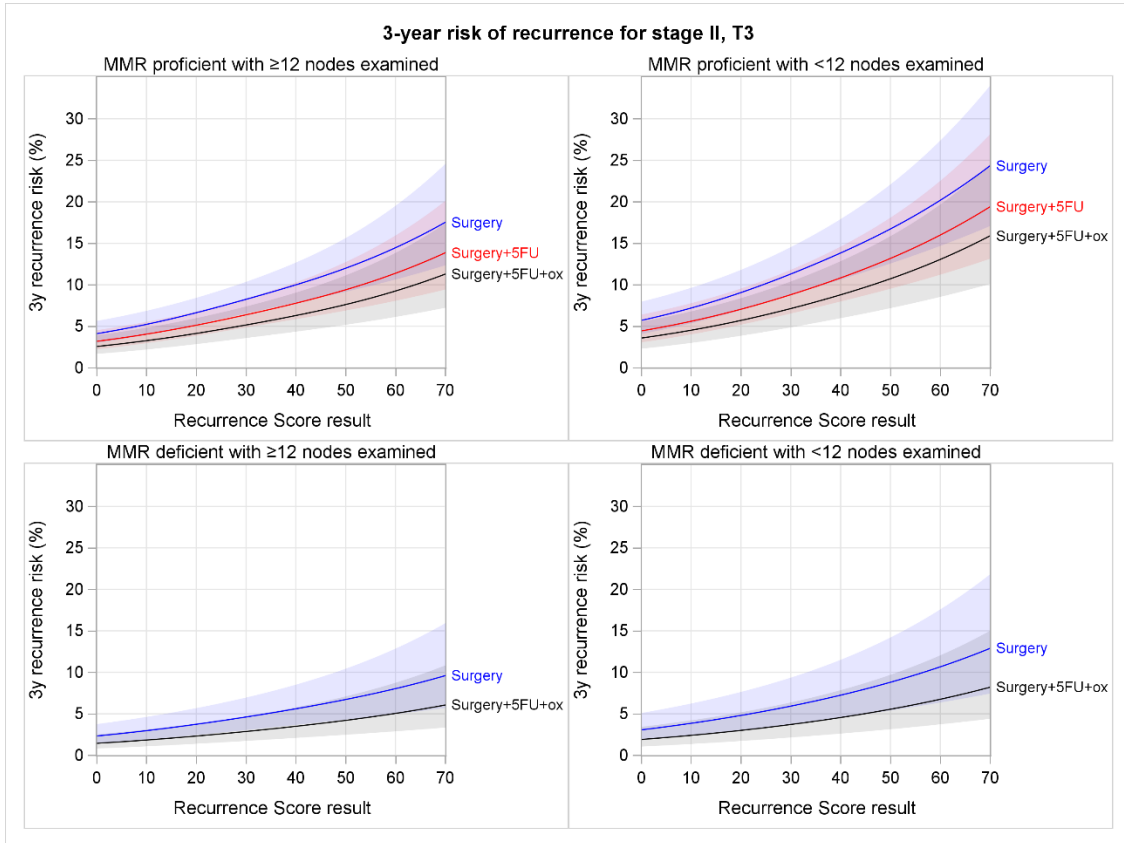 3-year risk of recurrence for stage II, T3
MMR proficient with ≥12 nodes examined
3y recurrence risk (%)
30
25
20
15
10
5
0
Surgery
Surgery+5FU
Surgery+5FU+ox
0 10 20 30 40 50 60 70
Recurrence Score result
MMR proficient with <12 nodes examined
3y recurrence risk (%)
30
25
20
15
10
5
0
Surgery
Surgery+5FU
Surgery+5FU+ox
0 10 20 30 40 50 60 70
Recurrence Score result
MMR deficient with ≥12 nodes examined
3y recurrence risk (%)
30
25
20
15
10
5
0
Surgery
Surgery+5FU+ox
0 10 20 30 40 50 60 70
Recurrence Score result
MMR deficient with <12 nodes examined
3y recurrence risk (%)
30
25
20
15
10
5
0
Surgery
Surgery+5FU+ox
0 10 20 30 40 50 60 70
Recurrence Score result